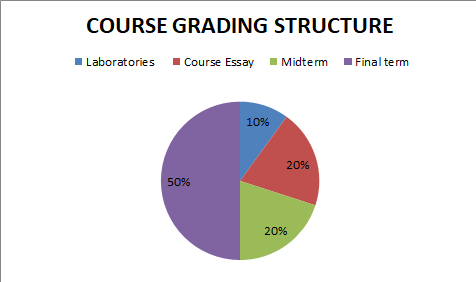 COURSE GRADING STRUCTURE
Laboratories Course Essay Midterm Final term
10%
20%
50%
20%